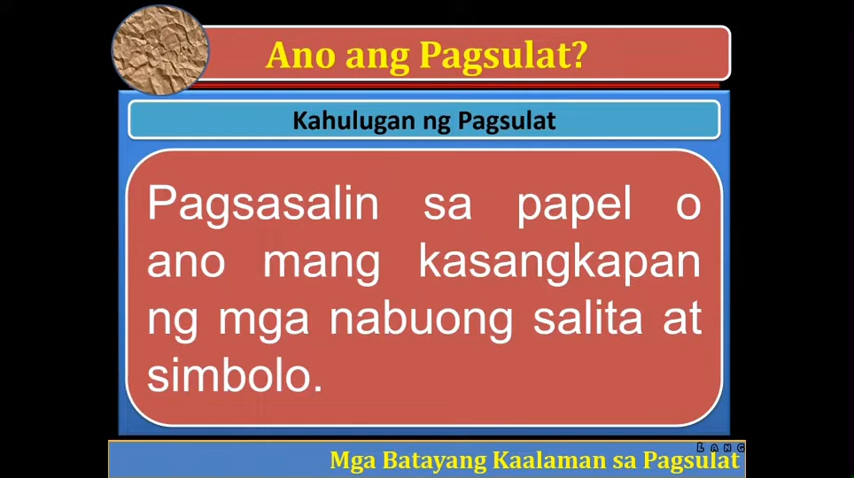 Ano ang Pagsulat?
Kahulugan ng Pagsulat
Pagsasalin sa papel o
ano mang kasangkapan
ng mga nabuong salita at
simbolo.
LANG
Mga Batayang Kaalaman sa Pagsulat